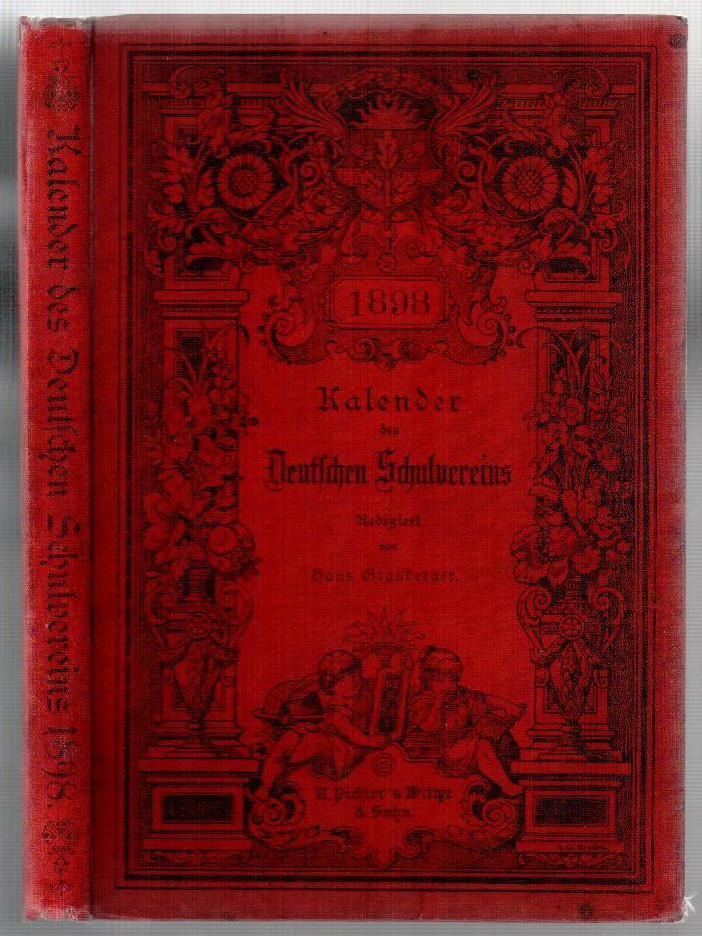 Kalender des Deutschen Schulvereins 1898.
1898
Kalender
des
Deutschen Schulvereins
Redigiert
von
Hans Grasberger.
A. Pichler's Witwe
& Sohn.